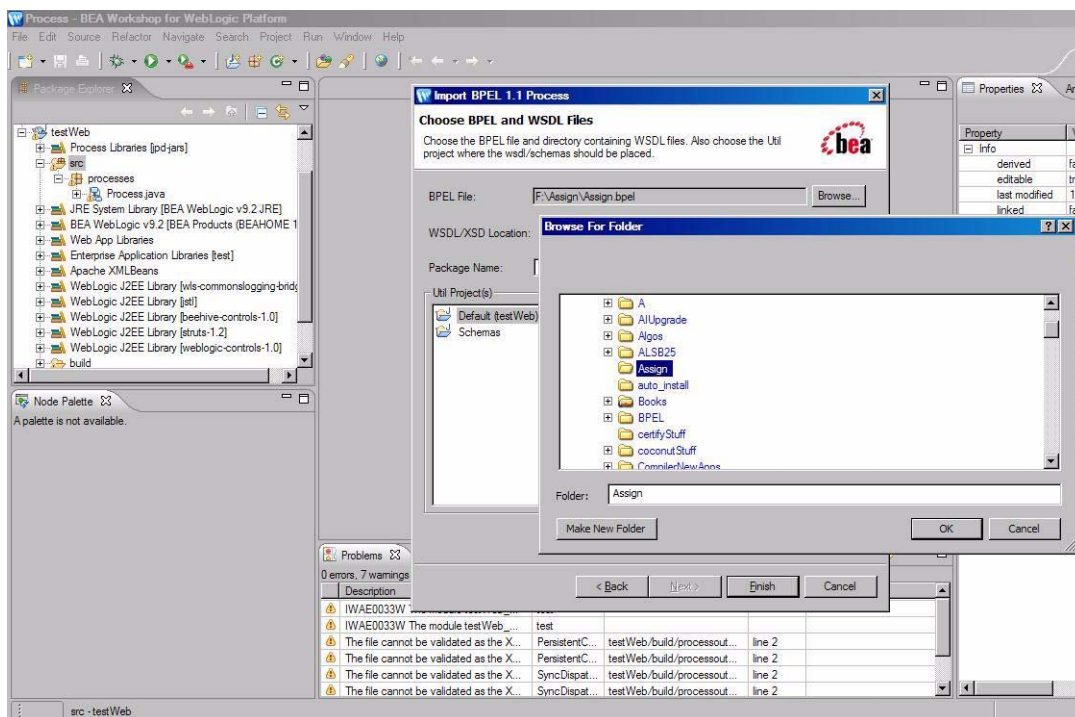 Process - BEA Workshop for WebLogic Platform
File Edit Source Refactor Navigate Search Project Run Window Help
Package Explorer
testWeb
Process Libraries [jpd-jars]
src
processes
Process.java
JRE System Library [BEA WebLogic v9.2 JRE]
BEA WebLogic v9.2 [BEA Products (BEAHOME 1
Web App Libraries
Enterprise Application Libraries [test]
Apache XMLBeans
WebLogic J2EE Library [wls-commonslogging-bridg
WebLogic J2EE Library [jstl]
WebLogic J2EE Library [beehive-controls-1.0]
WebLogic J2EE Library [struts-1.2]
WebLogic J2EE Library [weblogic-controls-1.0]
build
Node Palette
A palette is not available.
Import BPEL 1.1 Process
Choose BPEL and WSDL Files
Choose the BPEL file and directory containing WSDL files. Also choose the Util
project where the wsdl/schemas should be placed.
bea
BPEL File: F:\Assign\Assign.bpel Browse...
WSDL/XSD Location:
Package Name:
Util Project(s)
Default (testWeb)
Schemas
< Back Next > Finish Cancel
Browse For Folder
A
AIUpgrade
Algos
ALSB25
Assign
auto_install
Books
BPEL
certifyStuff
coconutStuff
CompilerNewApps
Folder: Assign
Make New Folder OK Cancel
Properties
Property
Info
derived
editable
last modified
linked
Problems
0 errors, 7 warnings
Description
IWAE0033W The module testWeb_... test
IWAE0033W The module testWeb_... test
The file cannot be validated as the X... PersistentC... testWeb/build/processout... line 2
The file cannot be validated as the X... PersistentC... testWeb/build/processout... line 2
The file cannot be validated as the X... SyncDispat... testWeb/build/processout... line 2
The file cannot be validated as the X... SyncDispat... testWeb/build/processout... line 2
src - testWeb